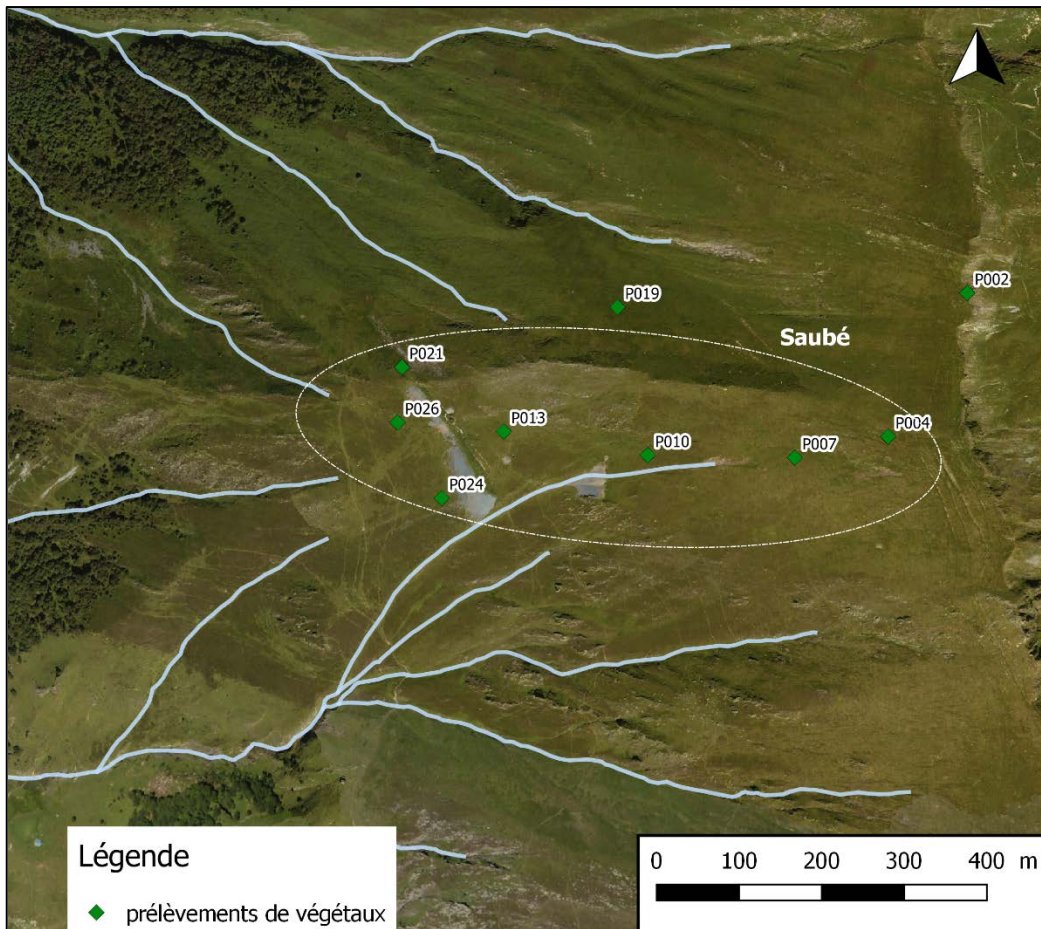 P002
P019
Saubé
P021
P026
P013
P004
P010
P007
P024
Légende
prélèvements de végétaux
0 100 200 300 400 m